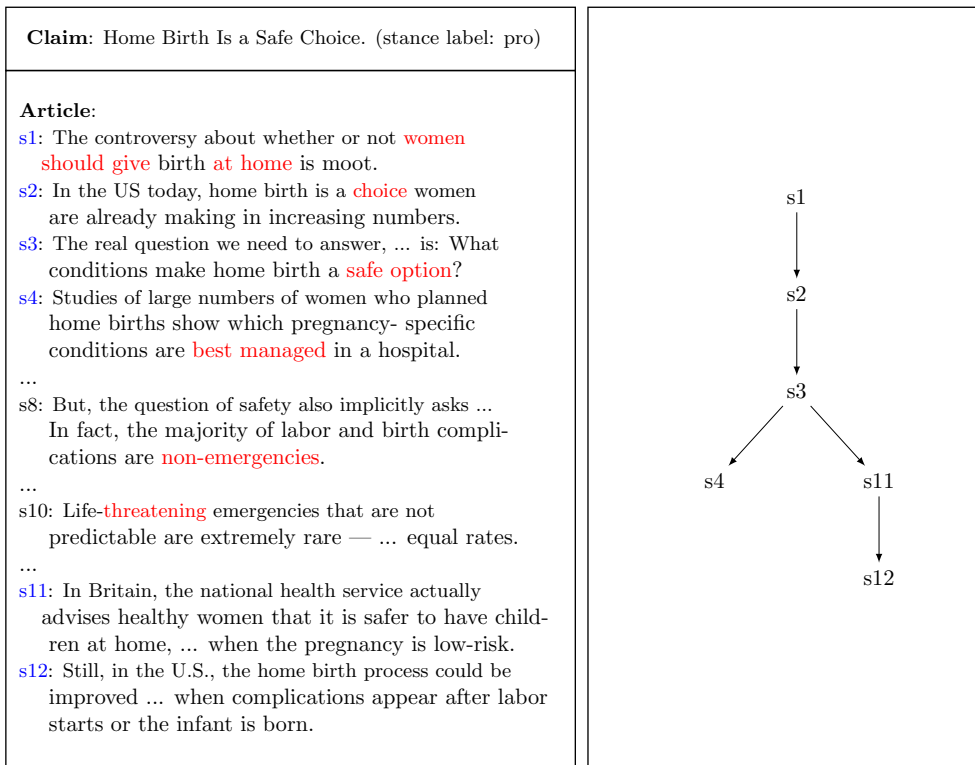 Claim: Home Birth Is a Safe Choice. (stance label: pro)
Article:
s1: The controversy about whether or not women
should give birth at home is moot.
s2: In the US today, home birth is a choice women
are already making in increasing numbers.
s3: The real question we need to answer, ... is: What
conditions make home birth a safe option?
s4: Studies of large numbers of women who planned
home births show which pregnancy- specific
conditions are best managed in a hospital.
...
s8: But, the question of safety also implicitly asks ...
In fact, the majority of labor and birth compli-
cations are non-emergencies.
...
s10: Life-threatening emergencies that are not
predictable are extremely rare — ... equal rates.
...
s11: In Britain, the national health service actually
advises healthy women that it is safer to have child-
ren at home, ... when the pregnancy is low-risk.
s12: Still, in the U.S., the home birth process could be
improved ... when complications appear after labor
starts or the infant is born.
s1
s2
s3
s4
s11
s12